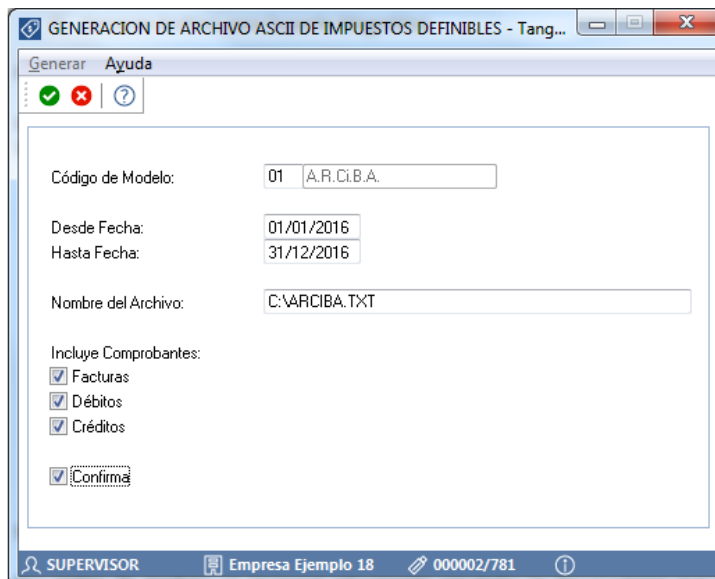 GENERACION DE ARCHIVO ASCII DE IMPUESTOS DEFINIBLES - Tang...
Generar Ayuda
Código de Modelo: 01 A.R.Ci.B.A.
Desde Fecha: 01/01/2016
Hasta Fecha: 31/12/2016
Nombre del Archivo: C:\ARCIBA.TXT
Incluye Comprobantes:
Facturas
Débitos
Créditos
Confirma
SUPERVISOR Empresa Ejemplo 18 000002/781